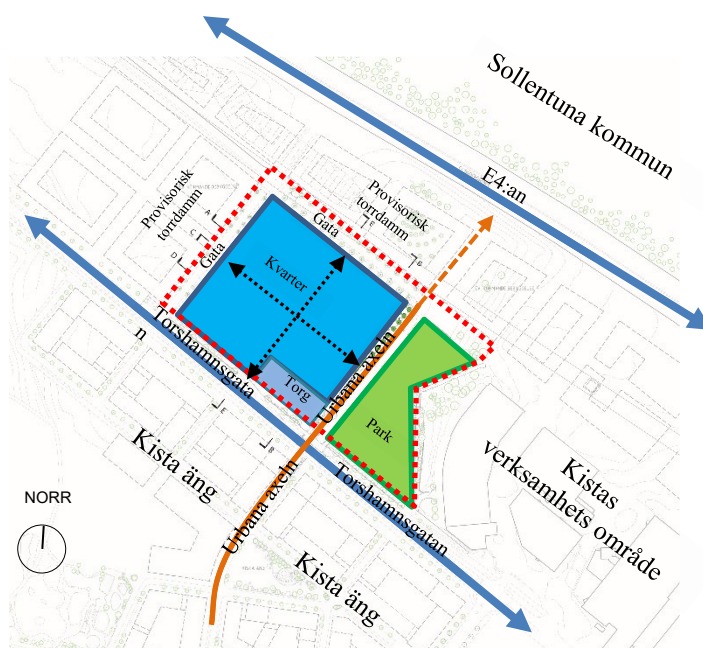 Sollentuna kommun
E4:an
Provisorisk
torrdamm
Provisorisk
torrdamm
Gata
Gata
Kvarter
A
C
D
E
B
Torshamnsgata
n
Torg
Urbana axeln
Park
E
B
Kista äng
Urbana axeln
Torshamnsgatan
Kista äng
Kistas
verksamhets område
NORR